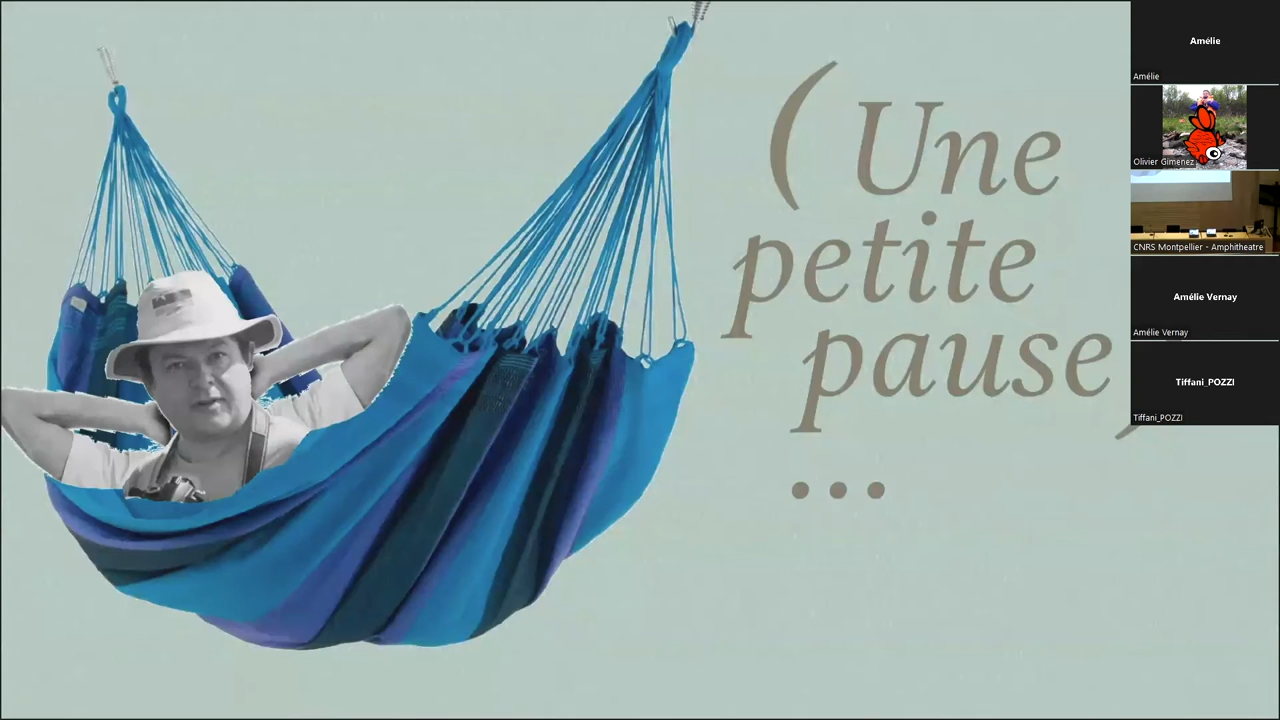 ( Une
petite
pause )
...
Amélie
Amélie
Olivier Gimenez
CNRS Montpellier - Amphitheatre
Amélie Vernay
Amélie Vernay
Tiffani_POZZI
Tiffani_POZZI